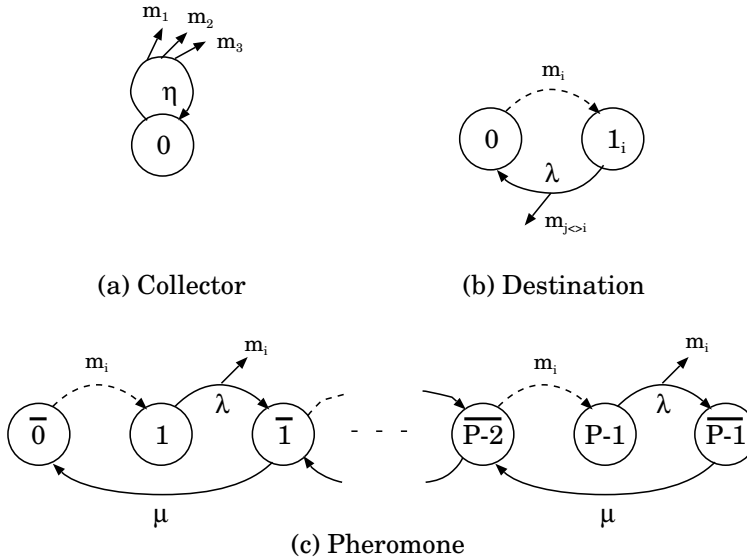 m₁
m₂
m₃
η
0
(a) Collector
mᵢ
0
1ᵢ
λ
m_{j<>i}
(b) Destination
mᵢ
mᵢ
mᵢ
mᵢ
λ
λ
0̅
1
1̅
- - -
P̅-̅2̅
P-1
P̅-̅1̅
μ
μ
(c) Pheromone